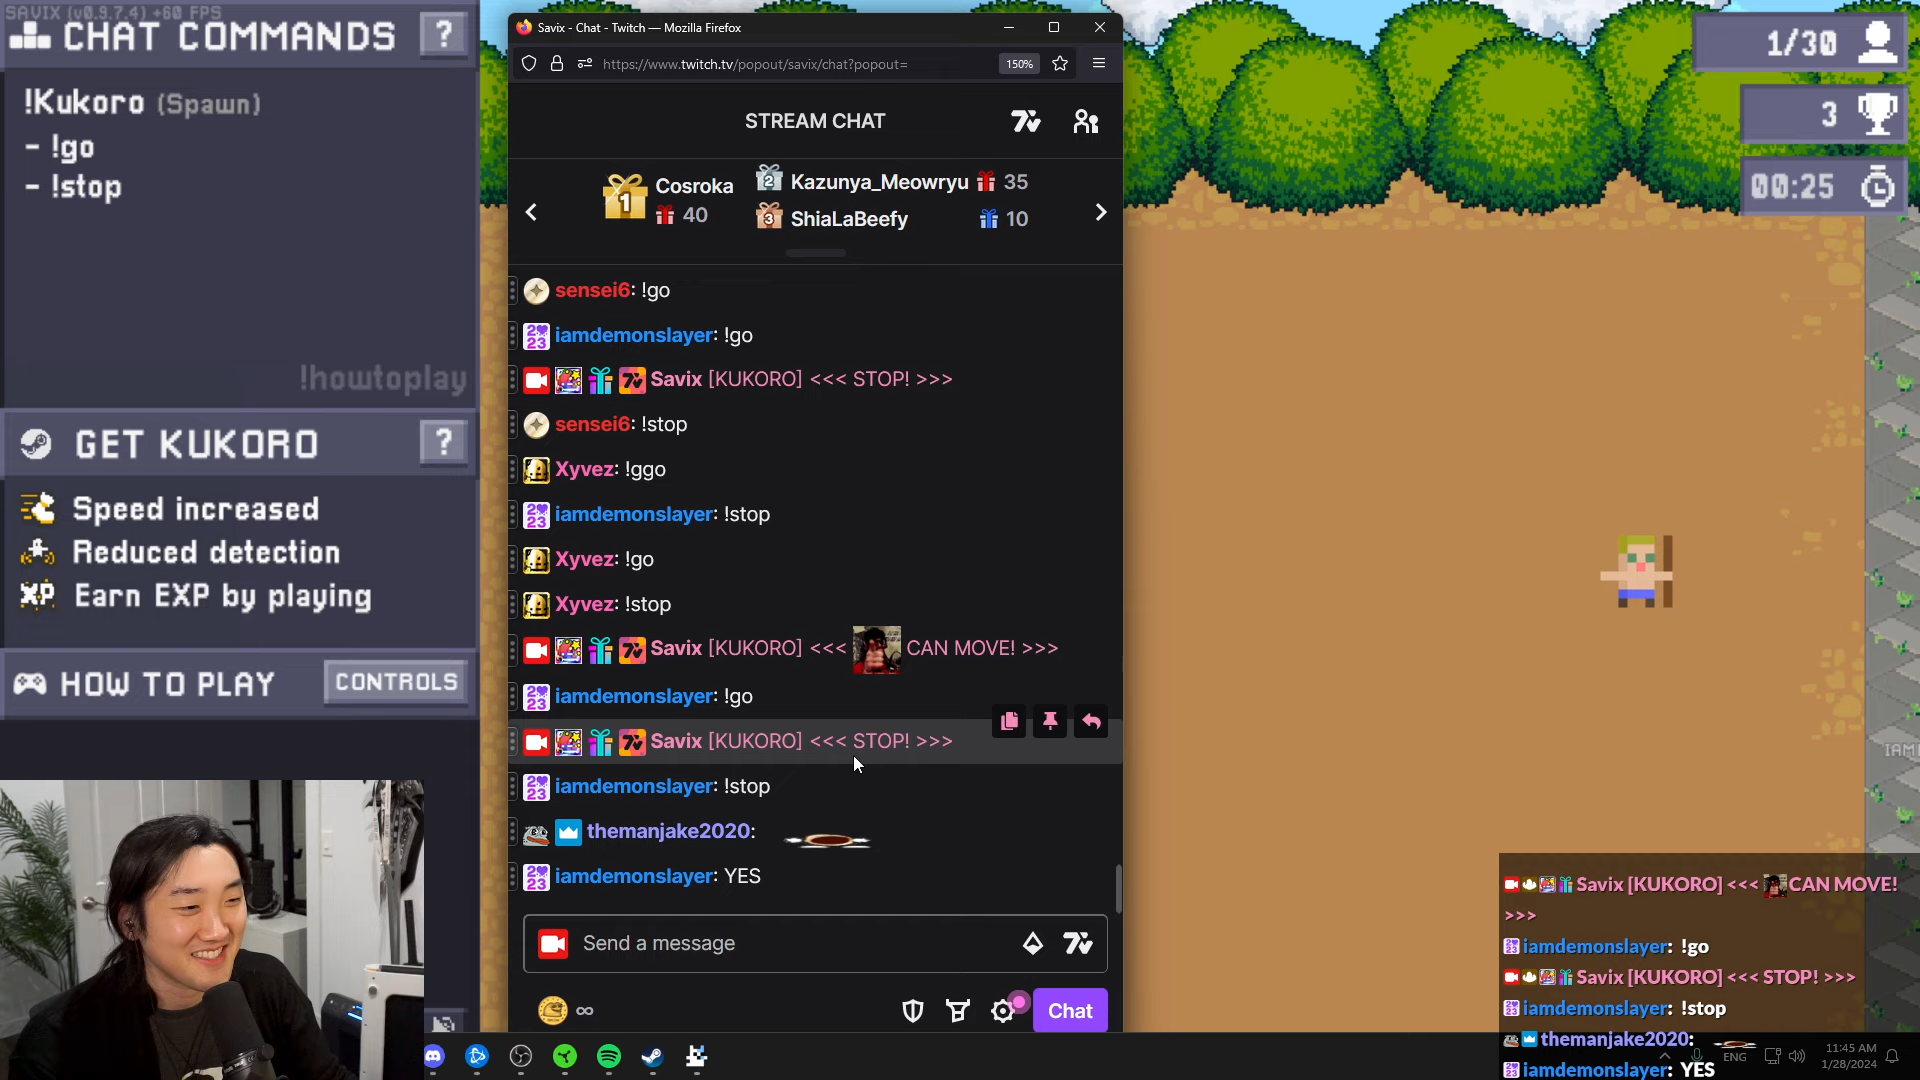 SAVIX (v0.9.7.4) +60 FPS
CHAT COMMANDS
?
!Kukoro (Spawn)
- !go
- !stop
!howtoplay
GET KUKORO
?
Speed increased
Reduced detection
XP Earn EXP by playing
HOW TO PLAY
CONTROLS
Savix - Chat - Twitch — Mozilla Firefox
https://www.twitch.tv/popout/savix/chat?popout=
150%
STREAM CHAT
1 Cosroka
40
2 Kazunya_Meowryu 35
3 ShiaLaBeefy 10
sensei6: !go
iamdemonslayer: !go
Savix [KUKORO] <<< STOP! >>>
sensei6: !stop
Xyvez: !ggo
iamdemonslayer: !stop
Xyvez: !go
Xyvez: !stop
Savix [KUKORO] <<< CAN MOVE! >>>
iamdemonslayer: !go
Savix [KUKORO] <<< STOP! >>>
iamdemonslayer: !stop
themanjake2020:
iamdemonslayer: YES
Send a message
∞
Chat
1/30
3
00:25
IAM
Savix [KUKORO] <<< CAN MOVE!
>>>
iamdemonslayer: !go
Savix [KUKORO] <<< STOP! >>>
iamdemonslayer: !stop
themanjake2020:
iamdemonslayer: YES
ENG
11:45 AM
1/28/2024